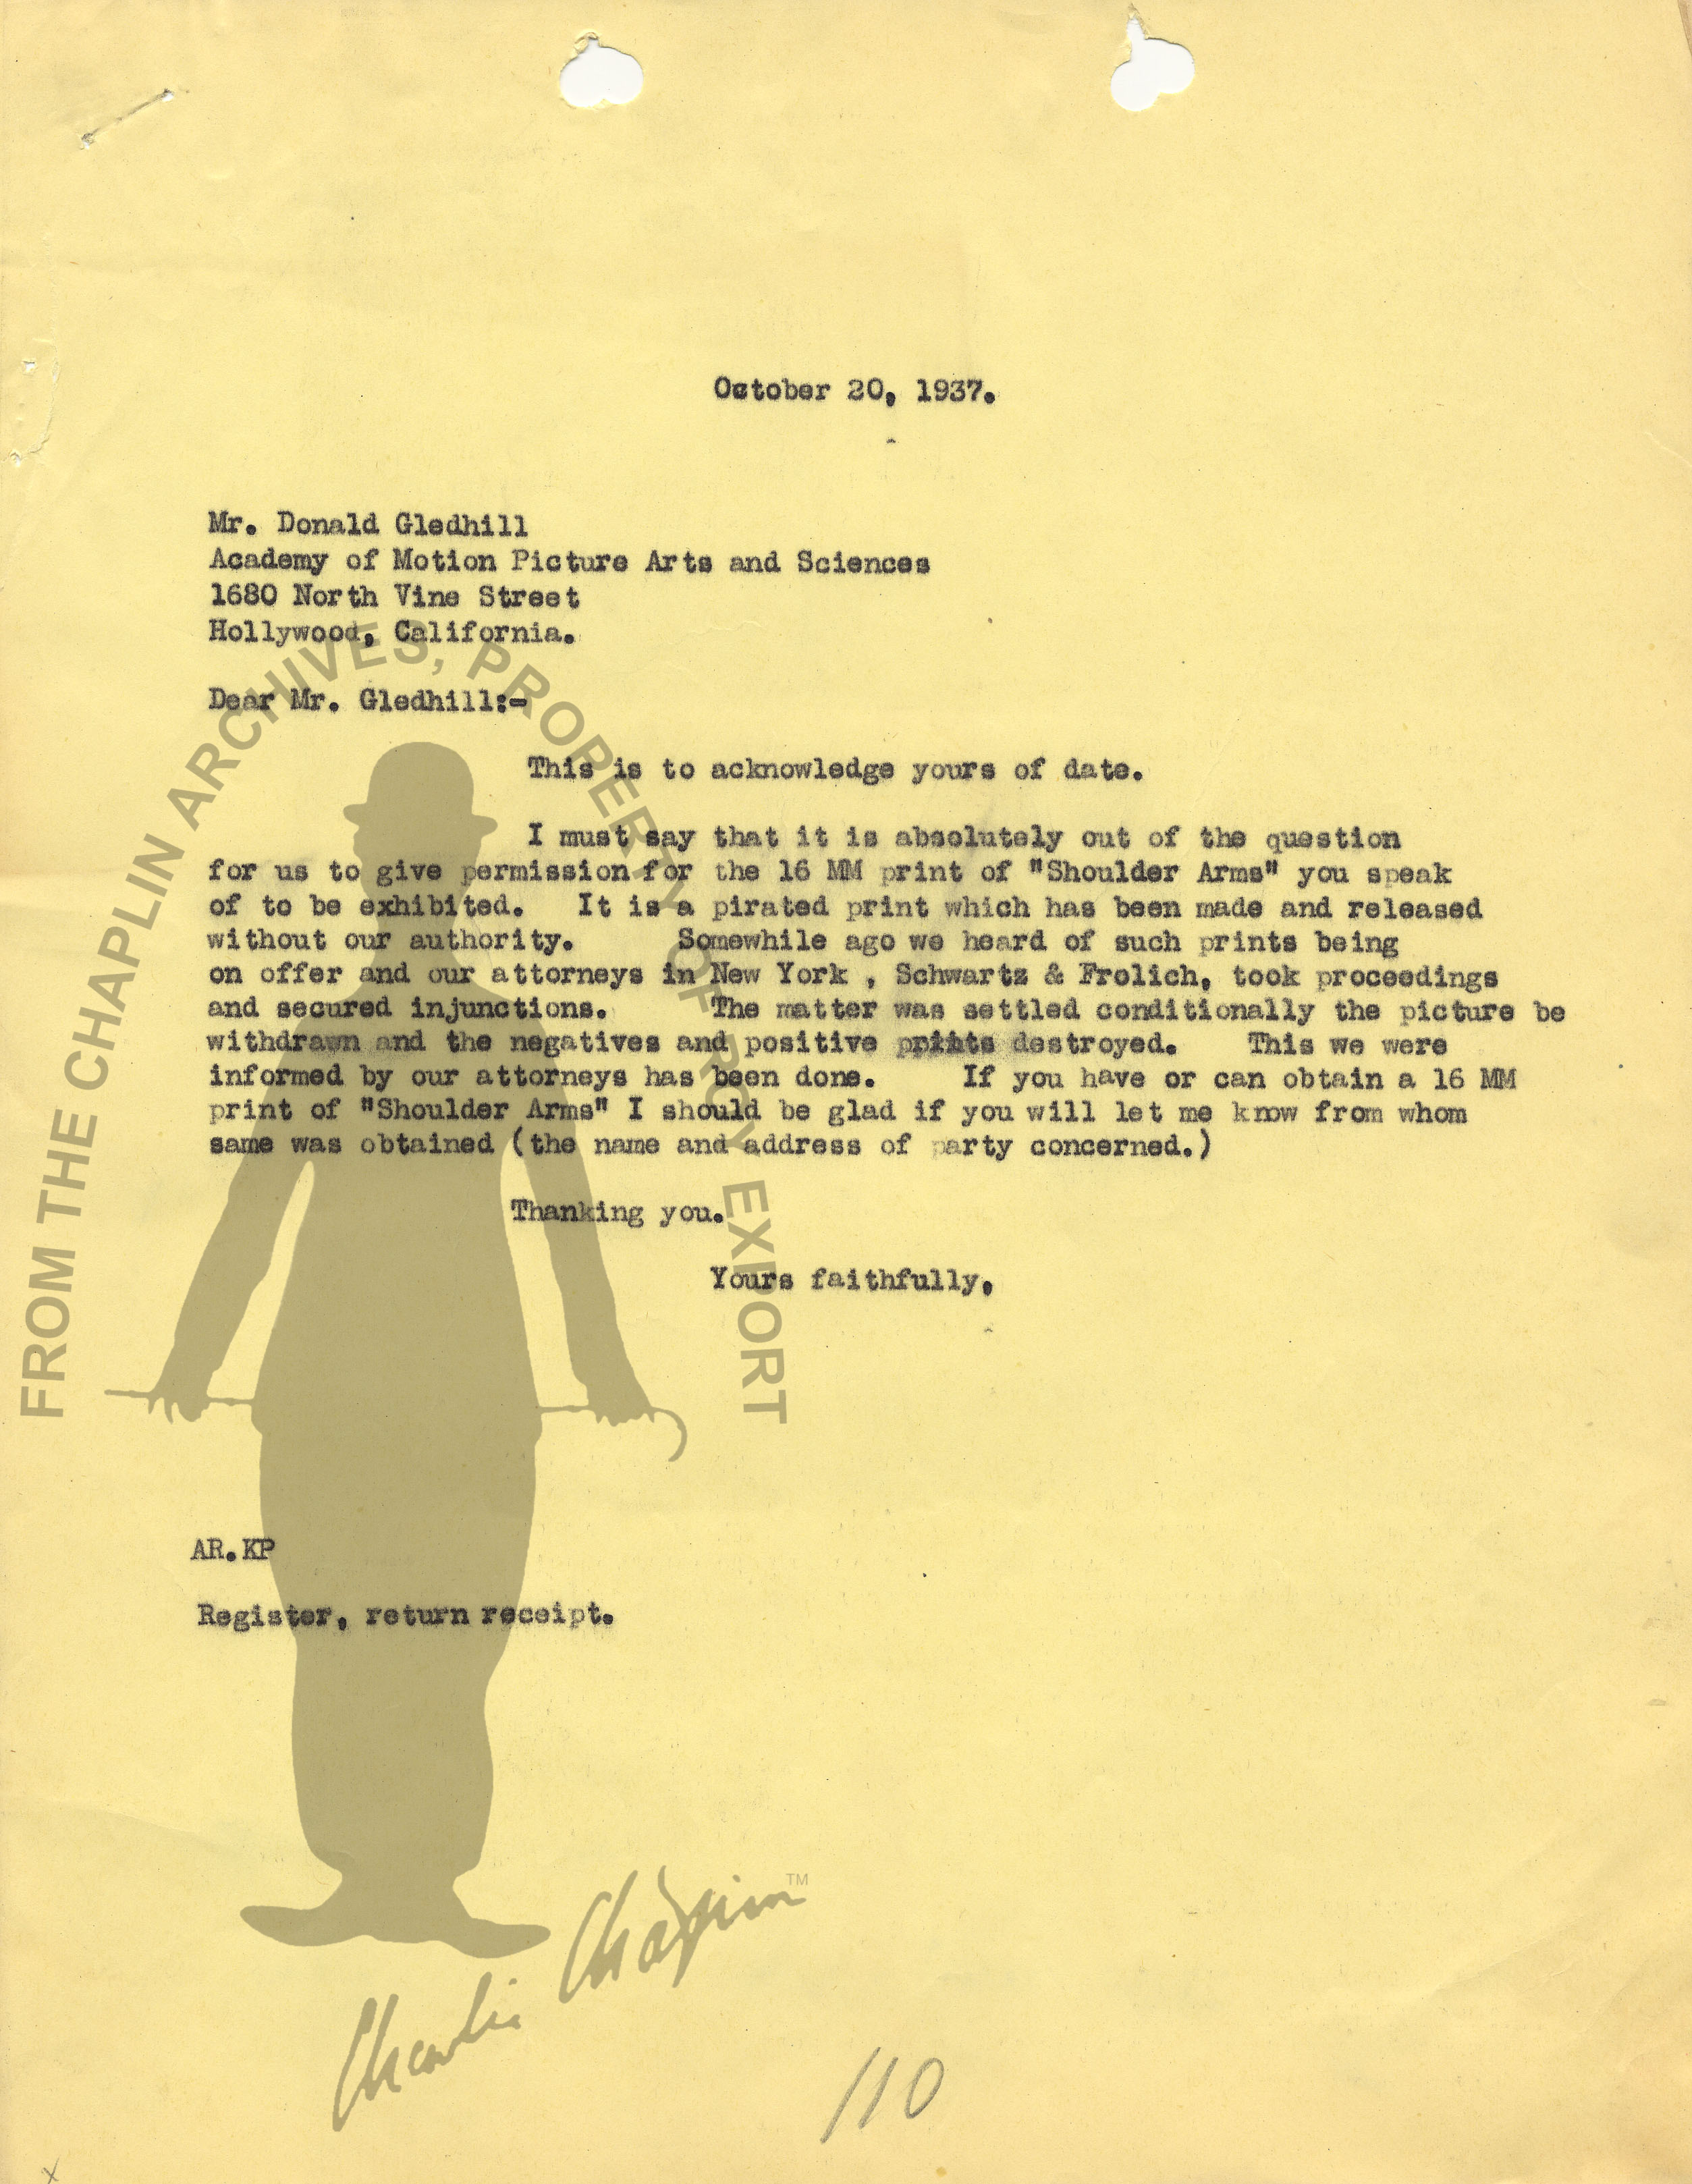 October 20, 1937.
Mr. Donald Gledhill
Academy of Motion Picture Arts and Sciences
1680 North Vine Street
Hollywood, California.
Dear Mr. Gledhill:-
This is to acknowledge yours of date.
I must say that it is absolutely out of the question
for us to give permission for the 16 MM print of "Shoulder Arms" you speak
of to be exhibited. It is a pirated print which has been made and released
without our authority. Somewhile ago we heard of such prints being
on offer and our attorneys in New York , Schwartz & Frolich, took proceedings
and secured injunctions. The matter was settled conditionally the picture be
withdrawn and the negatives and positive prints destroyed. This we were
informed by our attorneys has been done. If you have or can obtain a 16 MM
print of "Shoulder Arms" I should be glad if you will let me know from whom
same was obtained (the name and address of party concerned.)
Thanking you.
Yours faithfully,
AR.KP
Register, return receipt.
FROM THE CHAPLIN ARCHIVES, PROPERTY OF ROY EXPORT
Charlie Chaplin TM
110
x